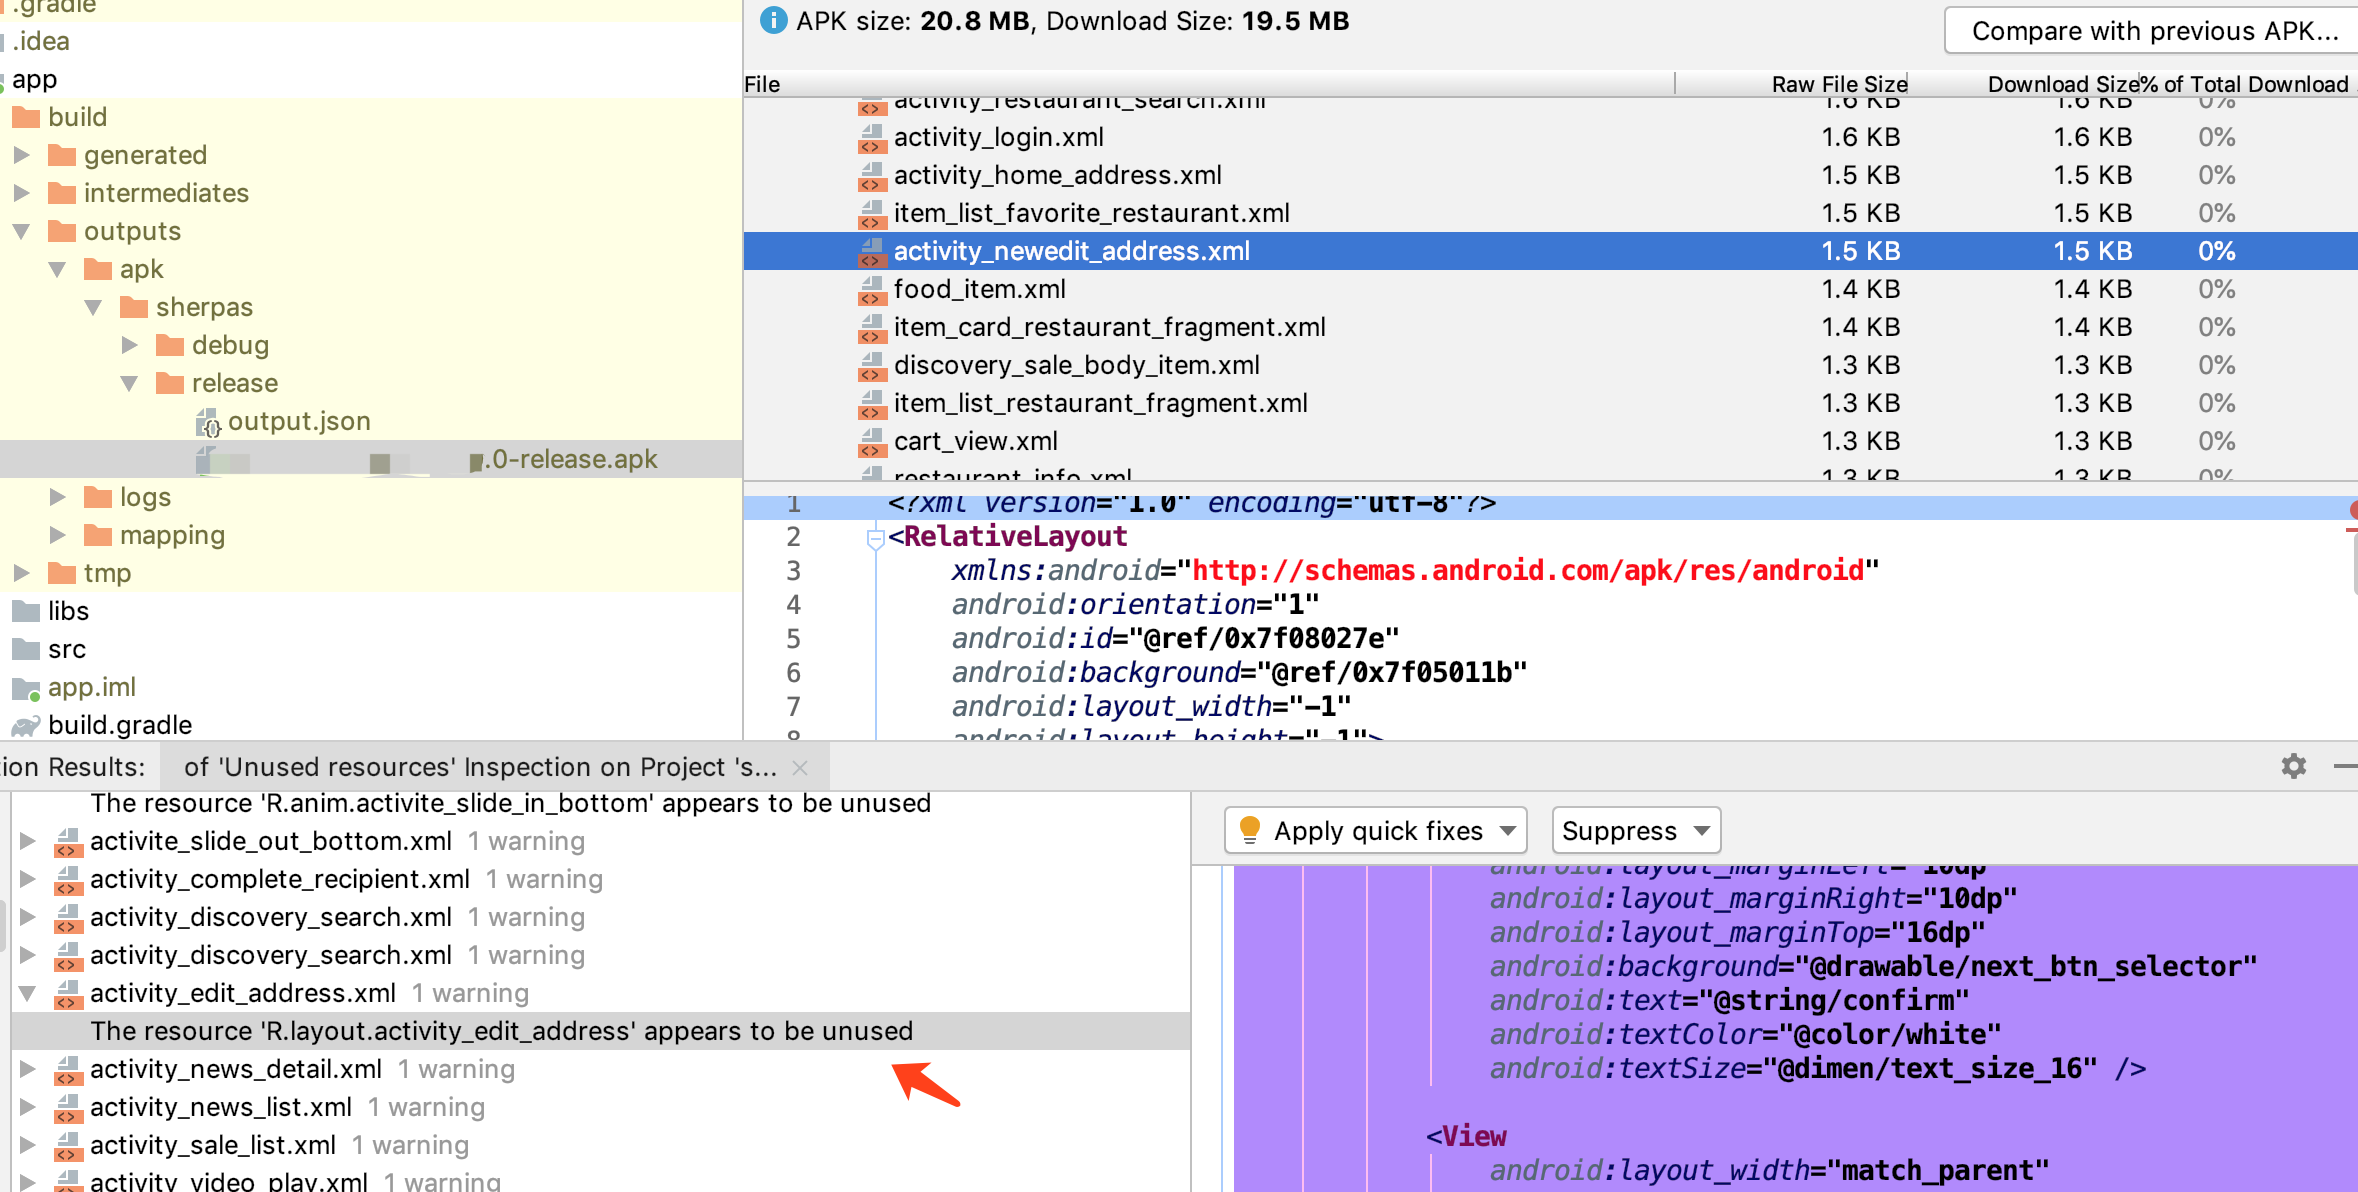 .gradle
.idea
app
build
generated
intermediates
outputs
apk
sherpas
debug
release
output.json
.0-release.apk
logs
mapping
tmp
libs
src
app.iml
build.gradle
APK size: 20.8 MB, Download Size: 19.5 MB
Compare with previous APK...
File Raw File Size Download Size % of Total Download
activity_restaurant_search.xml 1.6 KB 1.6 KB 0%
activity_login.xml 1.6 KB 1.6 KB 0%
activity_home_address.xml 1.5 KB 1.5 KB 0%
item_list_favorite_restaurant.xml 1.5 KB 1.5 KB 0%
activity_newedit_address.xml 1.5 KB 1.5 KB 0%
food_item.xml 1.4 KB 1.4 KB 0%
item_card_restaurant_fragment.xml 1.4 KB 1.4 KB 0%
discovery_sale_body_item.xml 1.3 KB 1.3 KB 0%
item_list_restaurant_fragment.xml 1.3 KB 1.3 KB 0%
cart_view.xml 1.3 KB 1.3 KB 0%
restaurant_info.xml 1.3 KB 1.3 KB 0%
1 <?xml version="1.0" encoding="utf-8"?>
2 <RelativeLayout
3 xmlns:android="http://schemas.android.com/apk/res/android"
4 android:orientation="1"
5 android:id="@ref/0x7f08027e"
6 android:background="@ref/0x7f05011b"
7 android:layout_width="-1"
8 android:layout_height="-1">
ion Results: of 'Unused resources' Inspection on Project 's...
The resource 'R.anim.activite_slide_in_bottom' appears to be unused
activite_slide_out_bottom.xml 1 warning
activity_complete_recipient.xml 1 warning
activity_discovery_search.xml 1 warning
activity_discovery_search.xml 1 warning
activity_edit_address.xml 1 warning
The resource 'R.layout.activity_edit_address' appears to be unused
activity_news_detail.xml 1 warning
activity_news_list.xml 1 warning
activity_sale_list.xml 1 warning
activity_video_play.xml 1 warning
Apply quick fixes
Suppress
android:layout_marginLeft="10dp"
android:layout_marginRight="10dp"
android:layout_marginTop="16dp"
android:background="@drawable/next_btn_selector"
android:text="@string/confirm"
android:textColor="@color/white"
android:textSize="@dimen/text_size_16" />
<View
android:layout_width="match_parent"